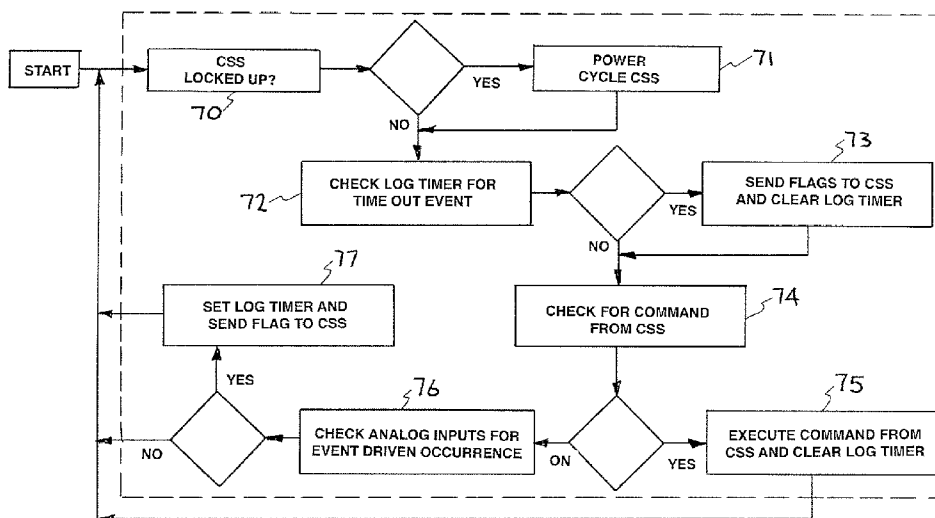 START
CSS
LOCKED UP?
70
YES
POWER
CYCLE CSS
71
NO
CHECK LOG TIMER FOR
TIME OUT EVENT
72
YES
SEND FLAGS TO CSS
AND CLEAR LOG TIMER
73
NO
CHECK FOR COMMAND
FROM CSS
74
SET LOG TIMER AND
SEND FLAG TO CSS
77
YES
NO
CHECK ANALOG INPUTS FOR
EVENT DRIVEN OCCURRENCE
76
ON
YES
EXECUTE COMMAND FROM
CSS AND CLEAR LOG TIMER
75